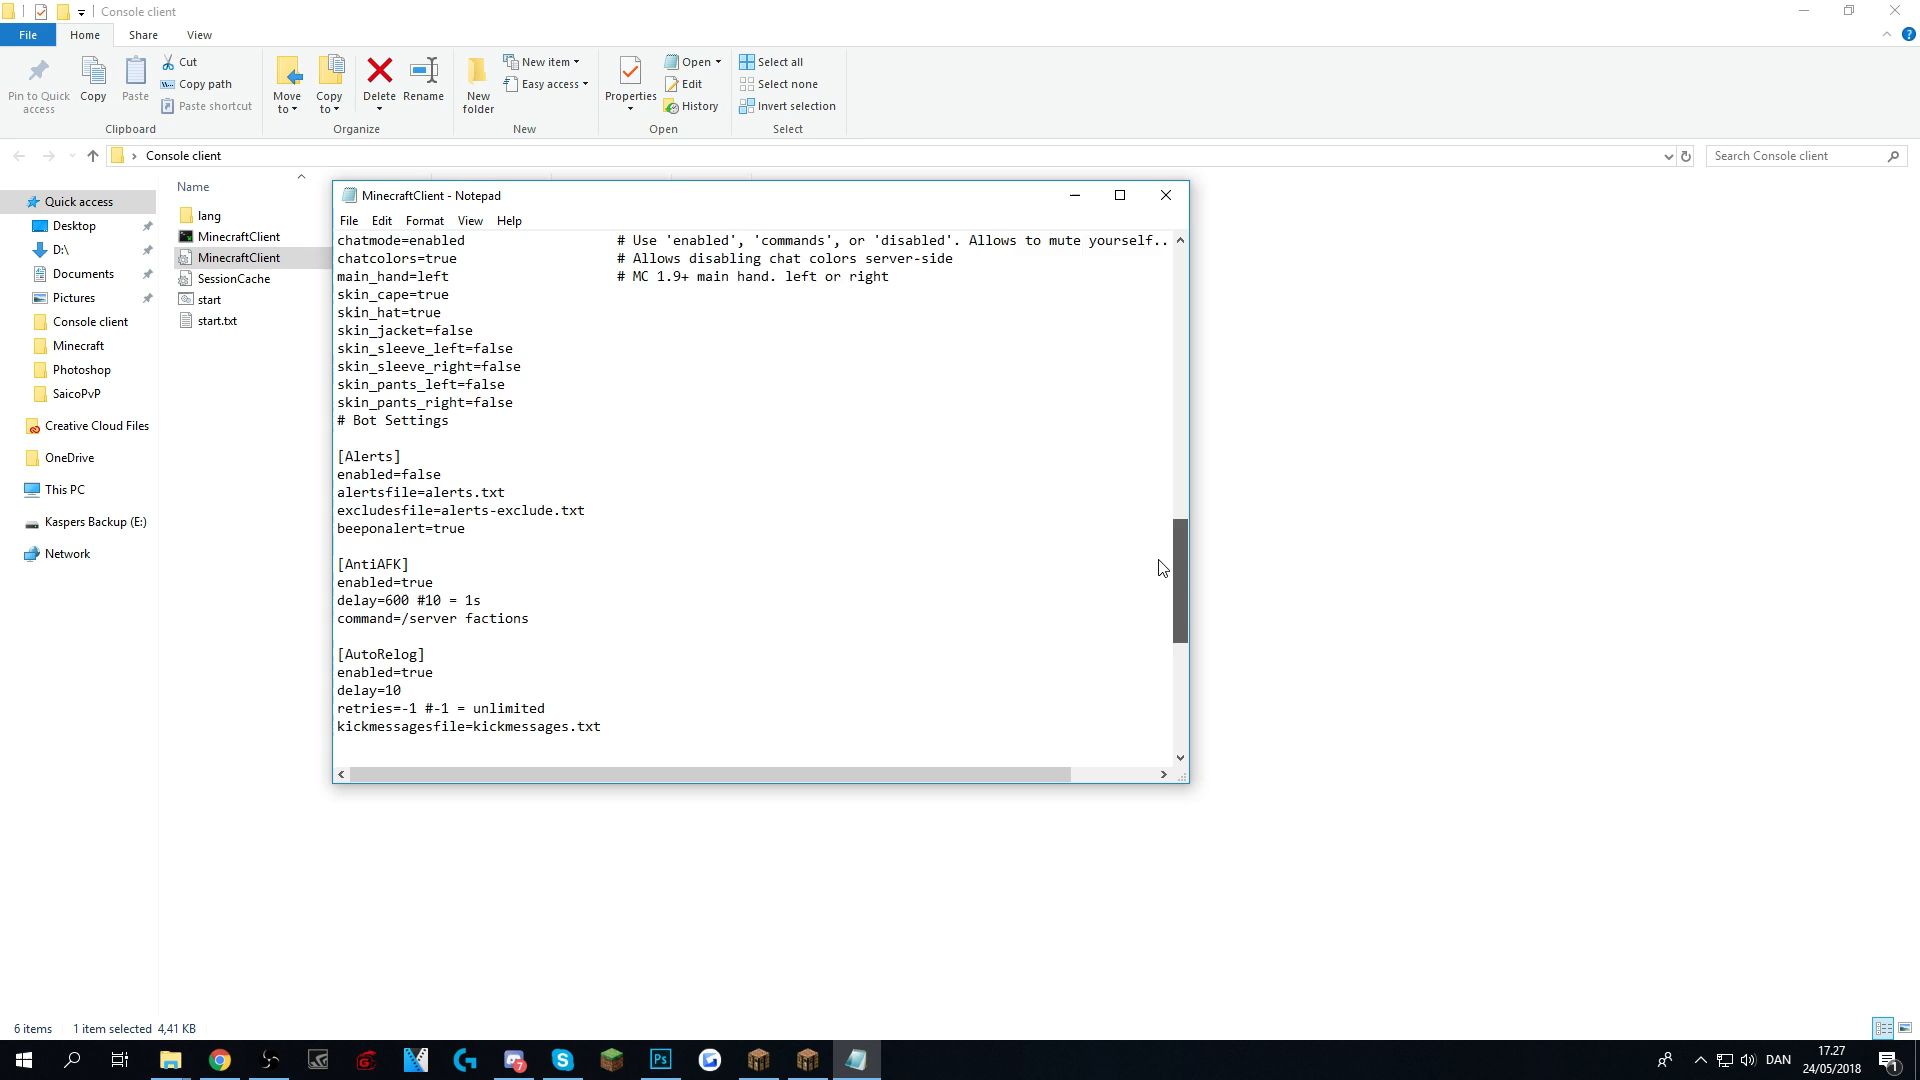 Console client
File
Home
Share
View
Pin to Quick access
Copy
Paste
Cut
Copy path
Paste shortcut
Clipboard
Move to
Copy to
Delete
Rename
Organize
New folder
New item
Easy access
New
Properties
Open
Edit
History
Open
Select all
Select none
Invert selection
Select
Console client
Search Console client
Quick access
Desktop
D:\
Documents
Pictures
Console client
Minecraft
Photoshop
SaicoPvP
Creative Cloud Files
OneDrive
This PC
Kaspers Backup (E:)
Network
Name
lang
MinecraftClient
MinecraftClient
SessionCache
start
start.txt
MinecraftClient - Notepad
File Edit Format View Help
chatmode=enabled # Use 'enabled', 'commands', or 'disabled'. Allows to mute yourself..
chatcolors=true # Allows disabling chat colors server-side
main_hand=left # MC 1.9+ main hand. left or right
skin_cape=true
skin_hat=true
skin_jacket=false
skin_sleeve_left=false
skin_sleeve_right=false
skin_pants_left=false
skin_pants_right=false
# Bot Settings
[Alerts]
enabled=false
alertsfile=alerts.txt
excludesfile=alerts-exclude.txt
beeponalert=true
[AntiAFK]
enabled=true
delay=600 #10 = 1s
command=/server factions
[AutoRelog]
enabled=true
delay=10
retries=-1 #-1 = unlimited
kickmessagesfile=kickmessages.txt
6 items 1 item selected 4,41 KB
Ps
7
DAN
17.27
24/05/2018
1